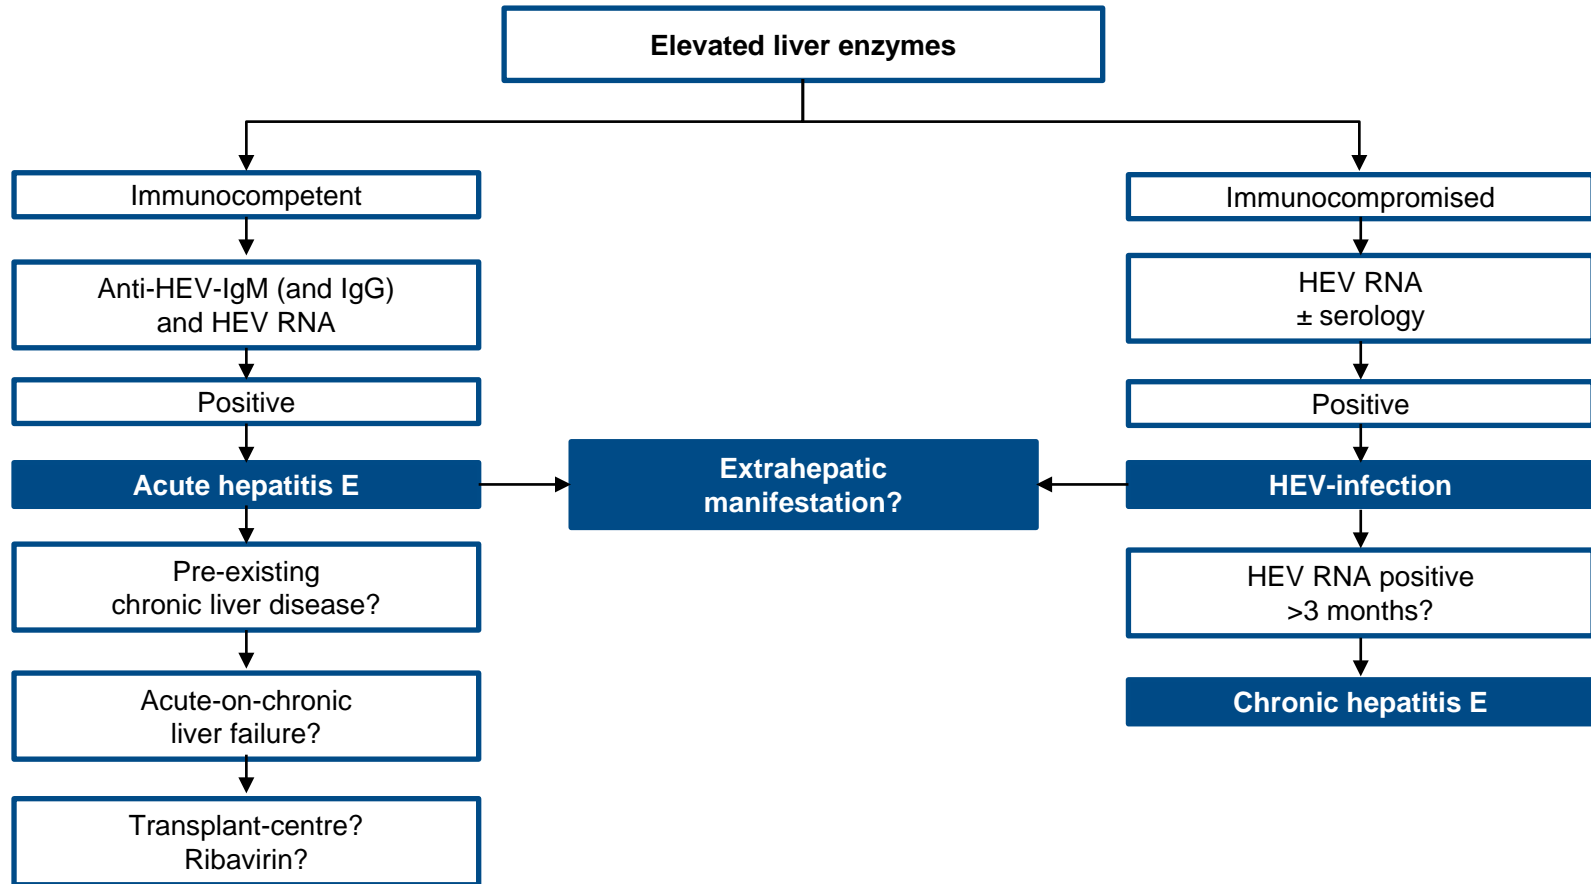 Elevated liver enzymes
Immunocompetent
Anti-HEV-IgM (and IgG)
and HEV RNA
Positive
Acute hepatitis E
Pre-existing
chronic liver disease?
Acute-on-chronic
liver failure?
Transplant-centre?
Ribavirin?
Extrahepatic
manifestation?
Immunocompromised
HEV RNA
± serology
Positive
HEV-infection
HEV RNA positive
>3 months?
Chronic hepatitis E